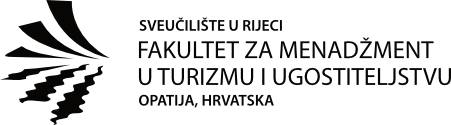 SVEUČILIŠTE U RIJECI
FAKULTET ZA MENADŽMENT
U TURIZMU I UGOSTITELJSTVU
OPATIJA, HRVATSKA